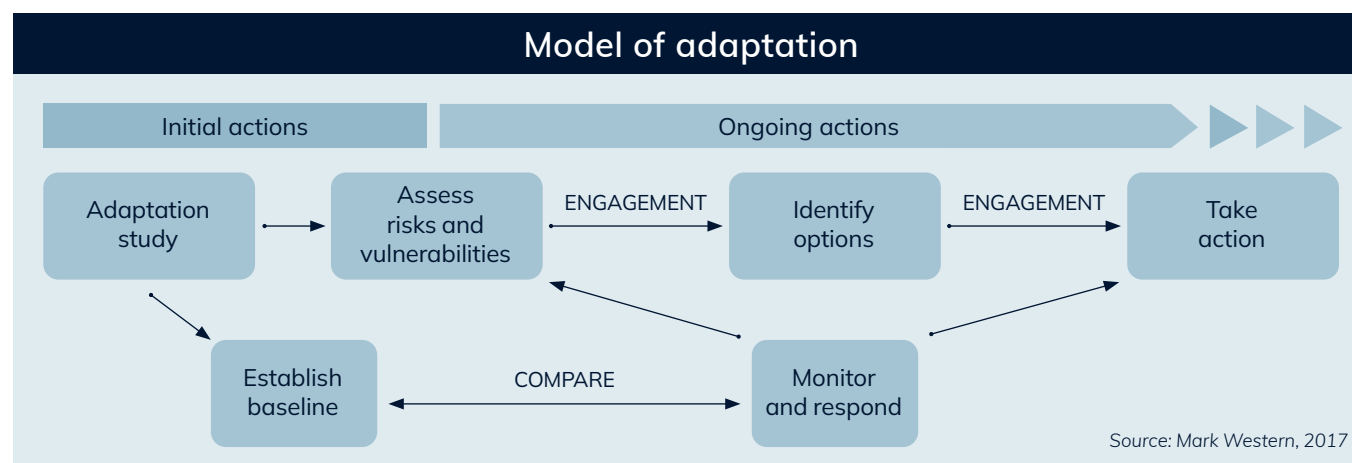 Model of adaptation
Initial actions
Ongoing actions
Adaptation
study
Assess
risks and
vulnerabilities
ENGAGEMENT
Identify
options
ENGAGEMENT
Take
action
Establish
baseline
COMPARE
Monitor
and respond
Source: Mark Western, 2017